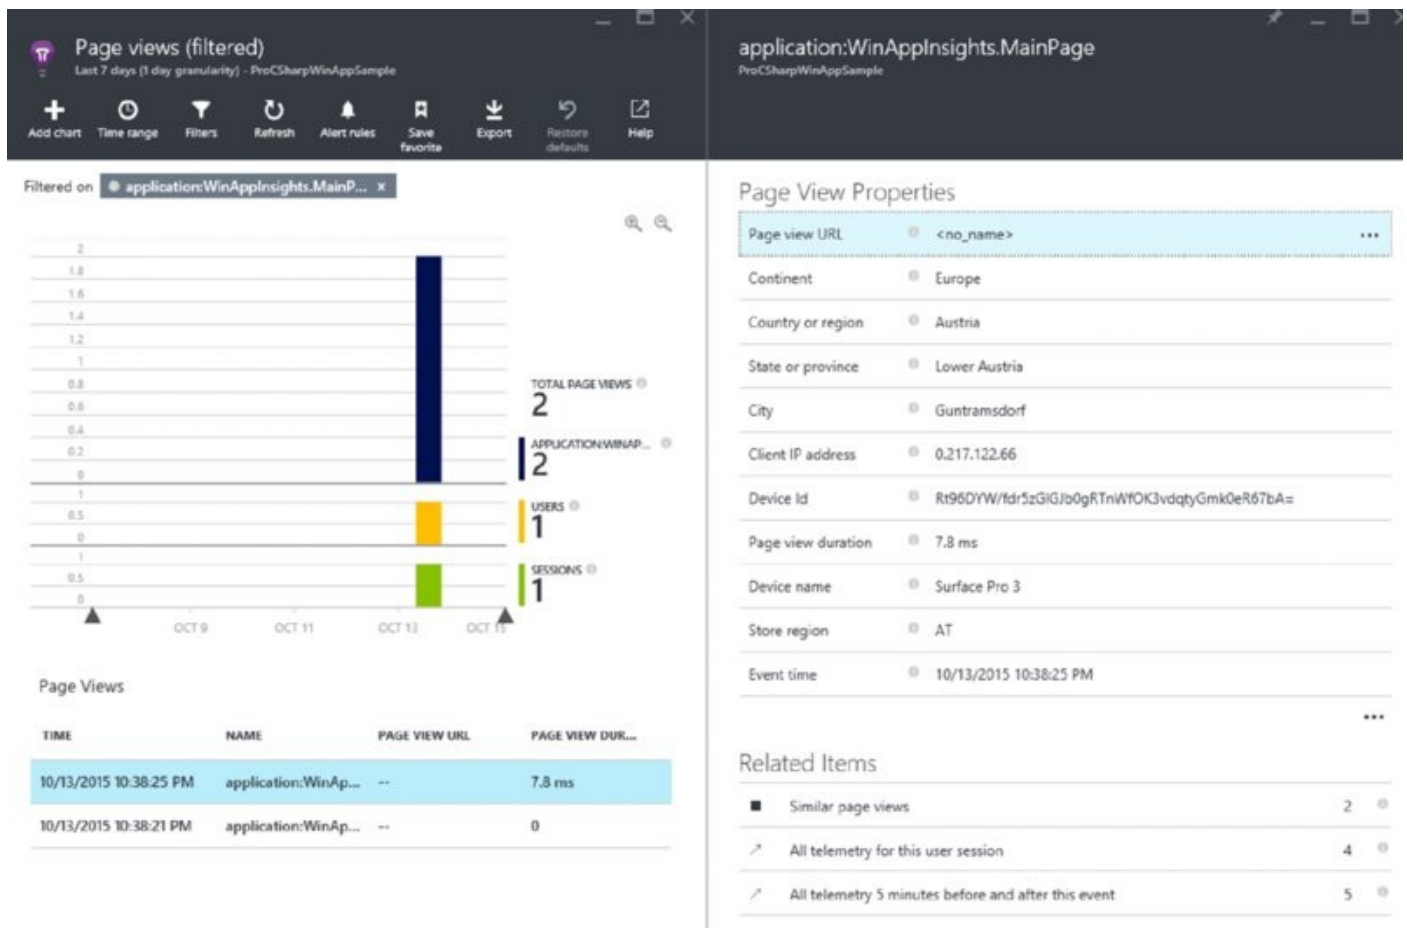 Page views (filtered)
Last 7 days (1 day granularity) - ProCSharpWinAppSample
Add chart
Time range
Filters
Refresh
Alert rules
Save favorite
Export
Restore defaults
Help
Filtered on application:WinAppInsights.MainP... x
2
1.8
1.6
1.4
1.2
1
0.8
0.6
0.4
0.2
0
1
0.5
0
1
0.5
0
OCT 9
OCT 11
OCT 13
OCT 15
TOTAL PAGE VIEWS
2
APPLICATION:WINAP...
2
USERS
1
SESSIONS
1
Page Views
TIME NAME PAGE VIEW URL PAGE VIEW DUR...
10/13/2015 10:38:25 PM application:WinAp... -- 7.8 ms
10/13/2015 10:38:21 PM application:WinAp... -- 0
application:WinAppInsights.MainPage
ProCSharpWinAppSample
Page View Properties
Page view URL <no_name> ...
Continent Europe
Country or region Austria
State or province Lower Austria
City Guntramsdorf
Client IP address 0.217.122.66
Device Id
Page view duration 7.8 ms
Device name Surface Pro 3
Store region AT
Event time 10/13/2015 10:38:25 PM
...
Related Items
Similar page views 2
All telemetry for this user session 4
All telemetry 5 minutes before and after this event 5